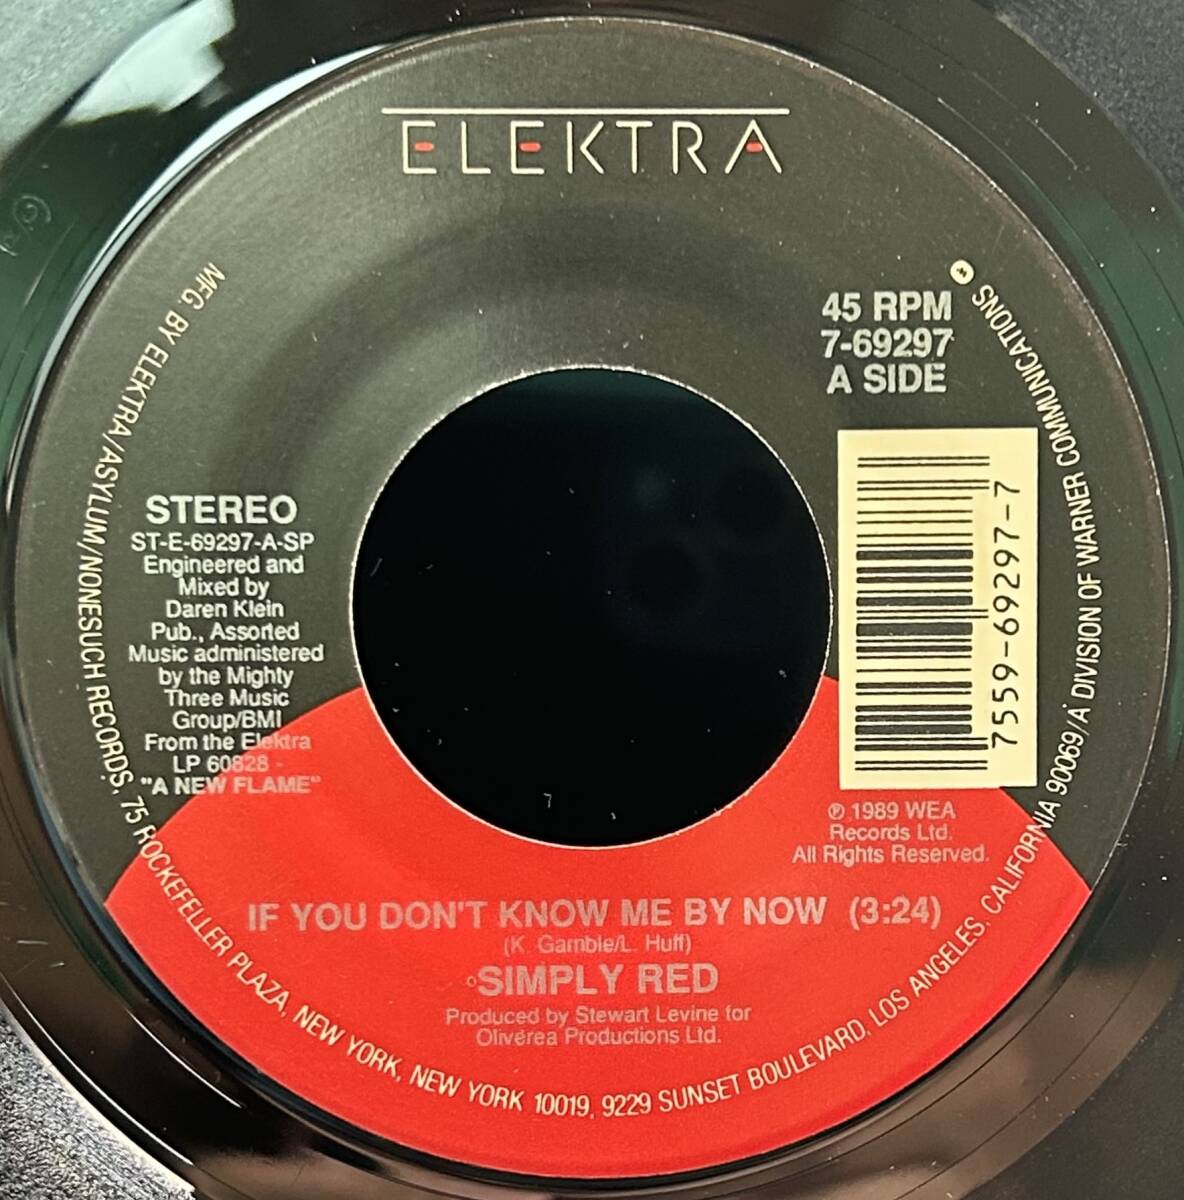 ELEKTRA
45 RPM
7-69297
A SIDE
STEREO
ST-E-69297-A-SP
Engineered and
Mixed by
Daren Klein
Pub., Assorted
Music administered
by the Mighty
Three Music
Group/BMI
From the Elektra
LP 60828 -
"A NEW FLAME"
7559-69297-7
℗ 1989 WEA
Records Ltd.
All Rights Reserved.
IF YOU DON'T KNOW ME BY NOW (3:24)
(K. Gamble/L. Huff)
SIMPLY RED
Produced by Stewart Levine for
Oliverea Productions Ltd.
MFG. BY ELEKTRA/ASYLUM/NONESUCH RECORDS, 75 ROCKEFELLER PLAZA, NEW YORK, NEW YORK 10019, 9229 SUNSET BOULEVARD, LOS ANGELES, CALIFORNIA 90069/A DIVISION OF WARNER COMMUNICATIONS